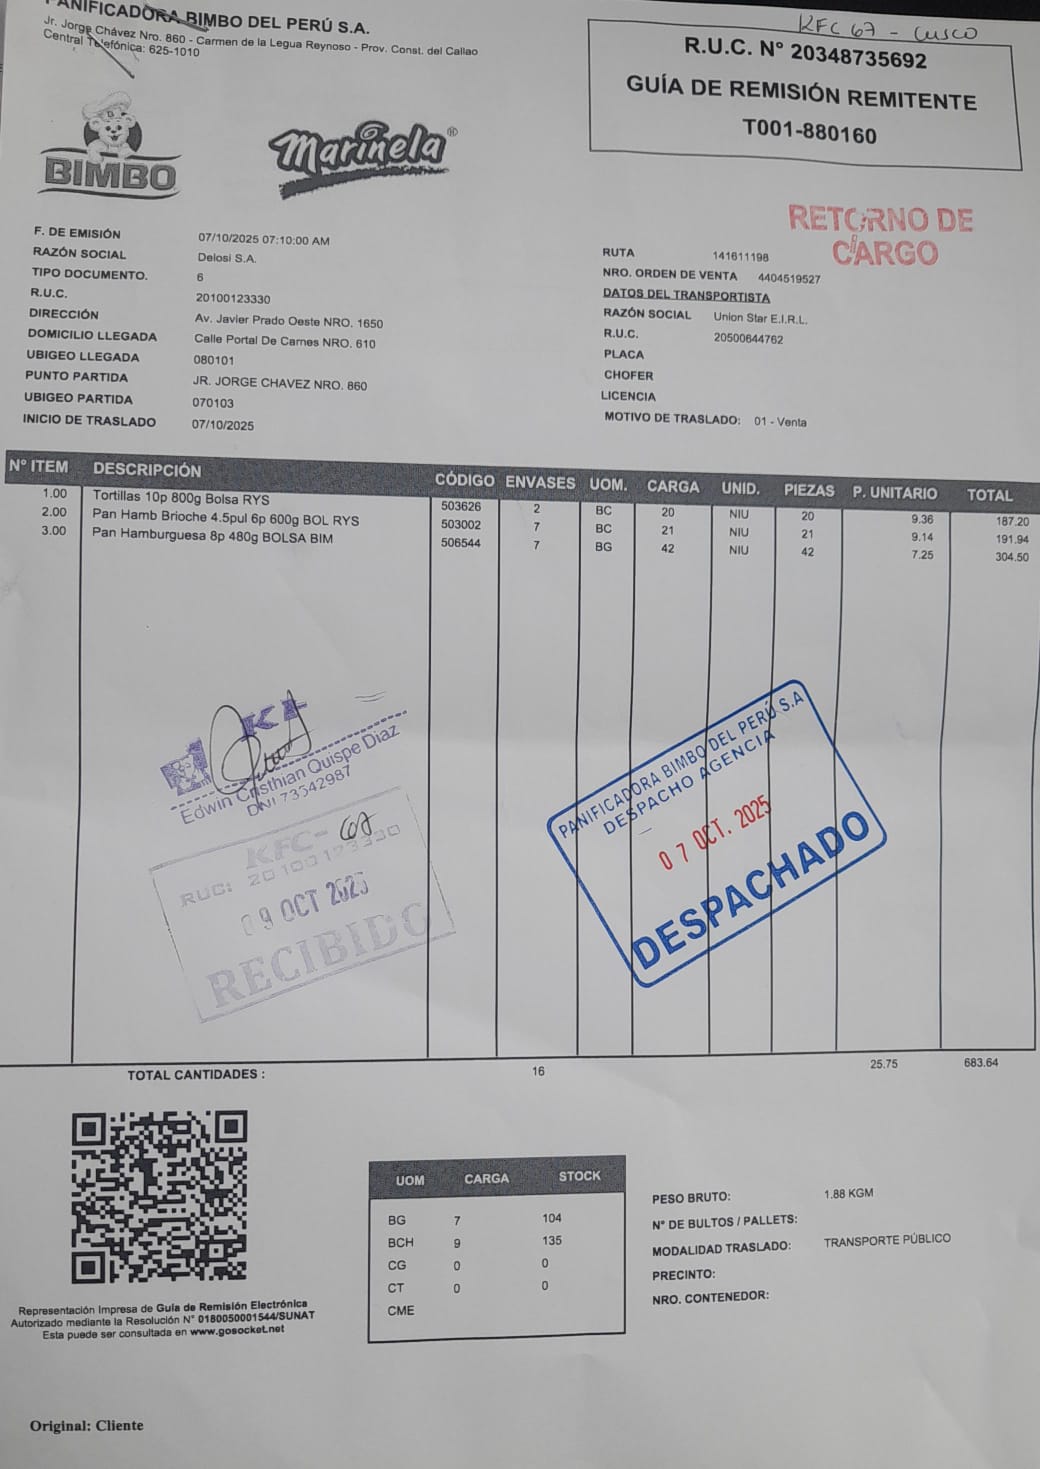 PANIFICADORA BIMBO DEL PERÚ S.A.
Jr. Jorge Chávez Nro. 860 - Carmen de la Legua Reynoso - Prov. Const. del Callao
Central Telefónica: 625-1010
KFC 67 - Cusco
R.U.C. N° 20348735692
GUÍA DE REMISIÓN REMITENTE
T001-880160
BIMBO
Marinela®
RETORNO DE
CARGO
F. DE EMISIÓN 07/10/2025 07:10:00 AM
RAZÓN SOCIAL Delosi S.A.
TIPO DOCUMENTO. 6
R.U.C. 20100123330
DIRECCIÓN Av. Javier Prado Oeste NRO. 1650
DOMICILIO LLEGADA Calle Portal De Carnes NRO. 610
UBIGEO LLEGADA 080101
PUNTO PARTIDA JR. JORGE CHAVEZ NRO. 860
UBIGEO PARTIDA 070103
INICIO DE TRASLADO 07/10/2025
RUTA 141611198
NRO. ORDEN DE VENTA 4404519527
DATOS DEL TRANSPORTISTA
RAZÓN SOCIAL Union Star E.I.R.L.
R.U.C. 20500644762
PLACA
CHOFER
LICENCIA
MOTIVO DE TRASLADO: 01 - Venta
N° ITEM DESCRIPCIÓN CÓDIGO ENVASES UOM. CARGA UNID. PIEZAS P. UNITARIO TOTAL
1.00 Tortillas 10p 800g Bolsa RYS 503626 2 BC 20 NIU 20 9.36 187.20
2.00 Pan Hamb Brioche 4.5pul 6p 600g BOL RYS 503002 7 BC 21 NIU 21 9.14 191.94
3.00 Pan Hamburguesa 8p 480g BOLSA BIM 506544 7 BG 42 NIU 42 7.25 304.50
Edwin Cristhian Quispe Diaz
DNI 73542987
KFC- 67
RUC: 20100123330
09 OCT 2025
RECIBIDO
PANIFICADORA BIMBO DEL PERÚ S.A
DESPACHO AGENCIA
07 OCT. 2025
DESPACHADO
TOTAL CANTIDADES : 16 25.75 683.64
UOM CARGA STOCK
BG 7 104
BCH 9 135
CG 0 0
CT 0 0
CME
PESO BRUTO: 1.88 KGM
N° DE BULTOS / PALLETS:
MODALIDAD TRASLADO: TRANSPORTE PÚBLICO
PRECINTO:
NRO. CONTENEDOR:
Representación Impresa de Guía de Remisión Electrónica
Autorizado mediante la Resolución N° 0180050001544/SUNAT
Esta puede ser consultada en www.gosocket.net
Original: Cliente